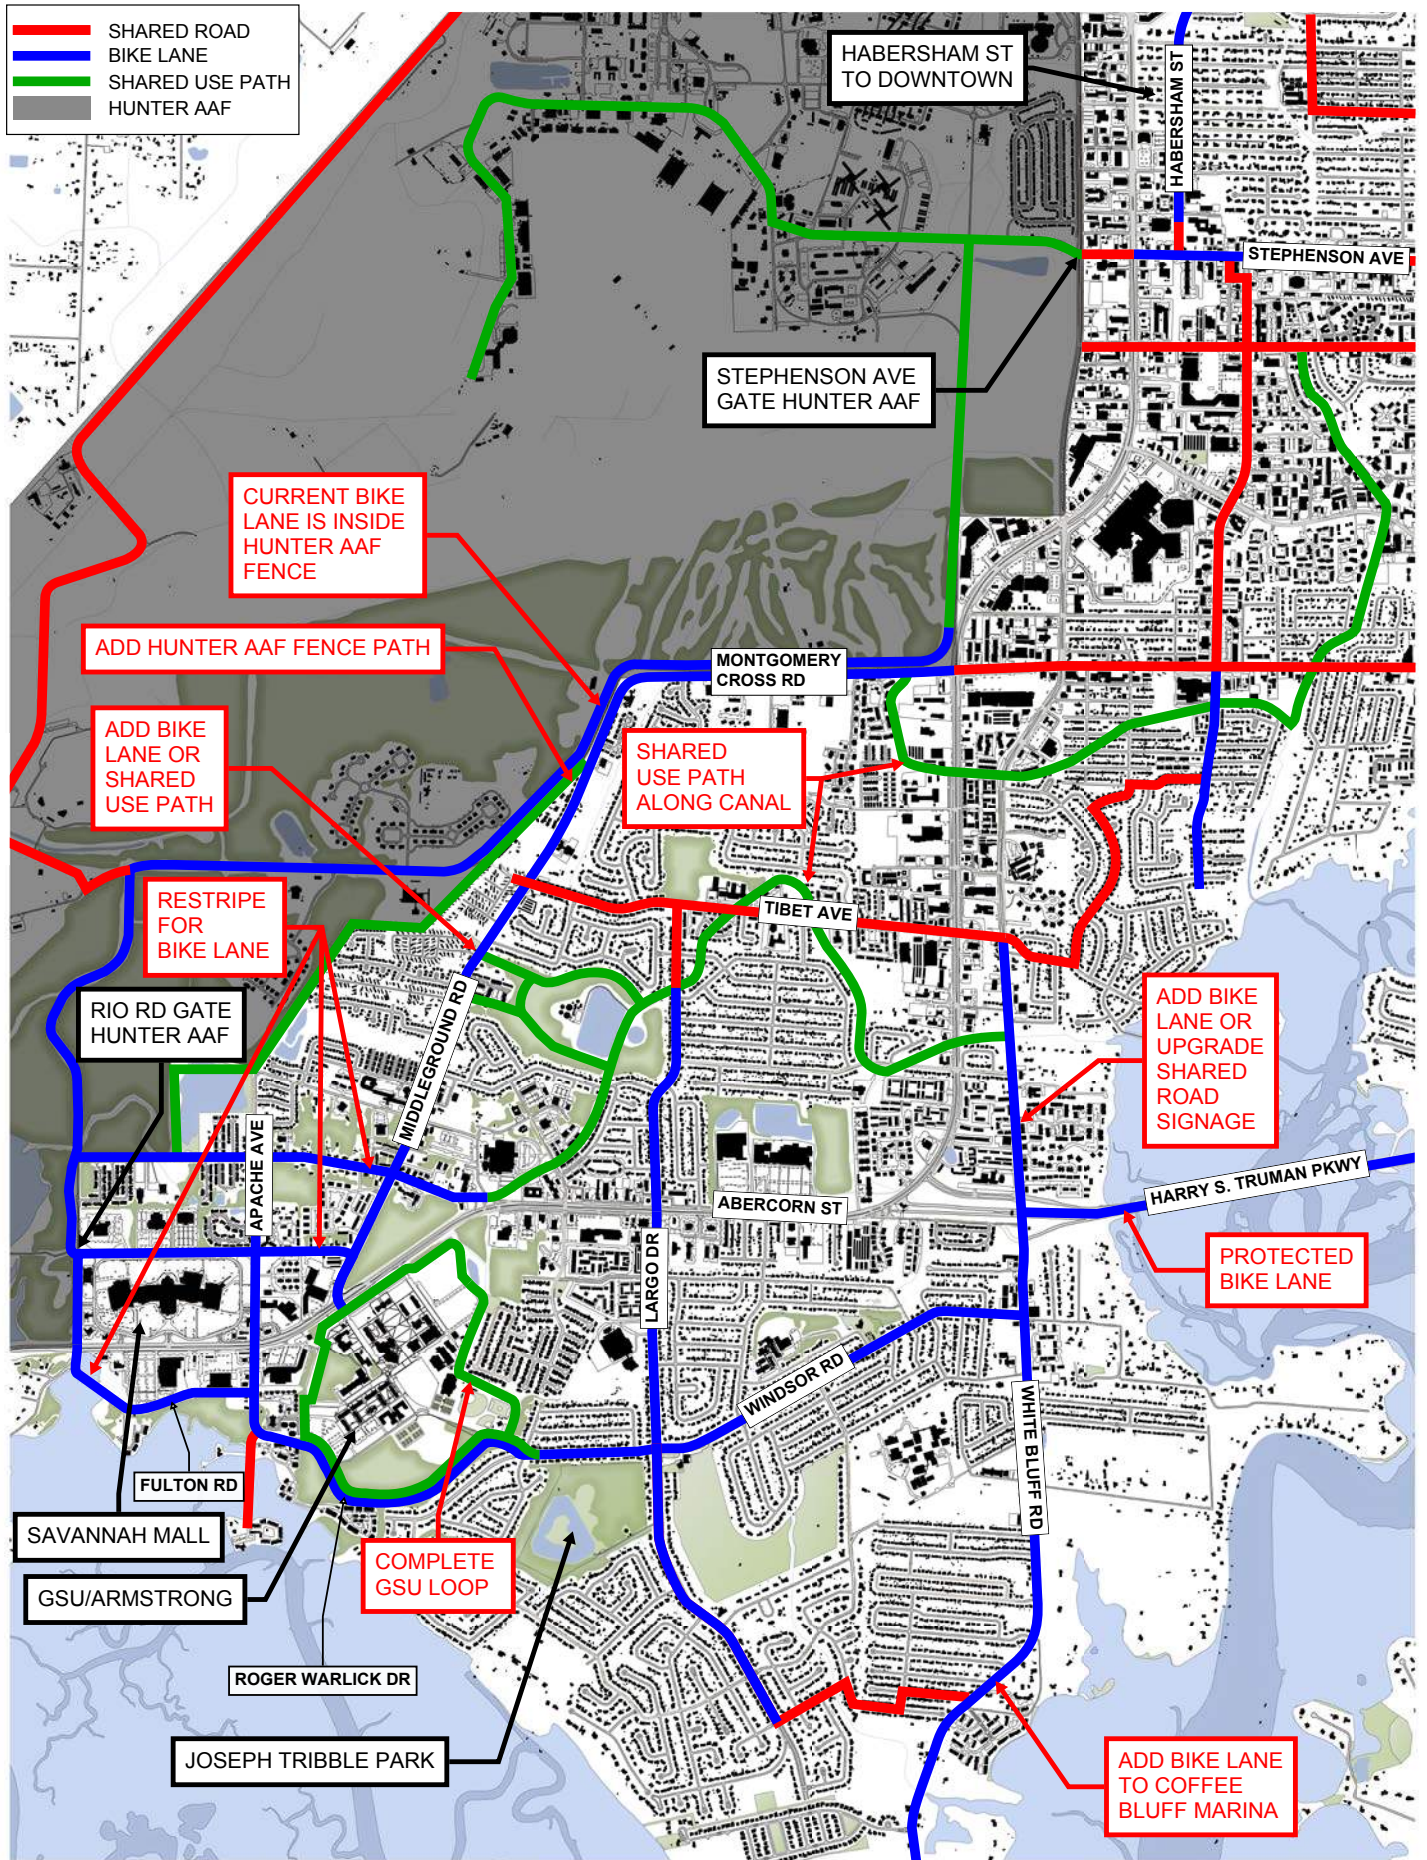 SHARED ROAD
BIKE LANE
SHARED USE PATH
HUNTER AAF
HABERSHAM ST
TO DOWNTOWN
HABERSHAM ST
STEPHENSON AVE
STEPHENSON AVE
GATE HUNTER AAF
CURRENT BIKE
LANE IS INSIDE
HUNTER AAF
FENCE
ADD HUNTER AAF FENCE PATH
MONTGOMERY
CROSS RD
ADD BIKE
LANE OR
SHARED
USE PATH
SHARED
USE PATH
ALONG CANAL
RESTRIPE
FOR
BIKE LANE
TIBET AVE
RIO RD GATE
HUNTER AAF
MIDDLEGROUND RD
ADD BIKE
LANE OR
UPGRADE
SHARED
ROAD
SIGNAGE
APACHE AVE
HARRY S. TRUMAN PKWY
ABERCORN ST
LARGO DR
PROTECTED
BIKE LANE
WINDSOR RD
WHITE BLUFF RD
FULTON RD
SAVANNAH MALL
COMPLETE
GSU LOOP
GSU/ARMSTRONG
ROGER WARLICK DR
JOSEPH TRIBBLE PARK
ADD BIKE LANE
TO COFFEE
BLUFF MARINA